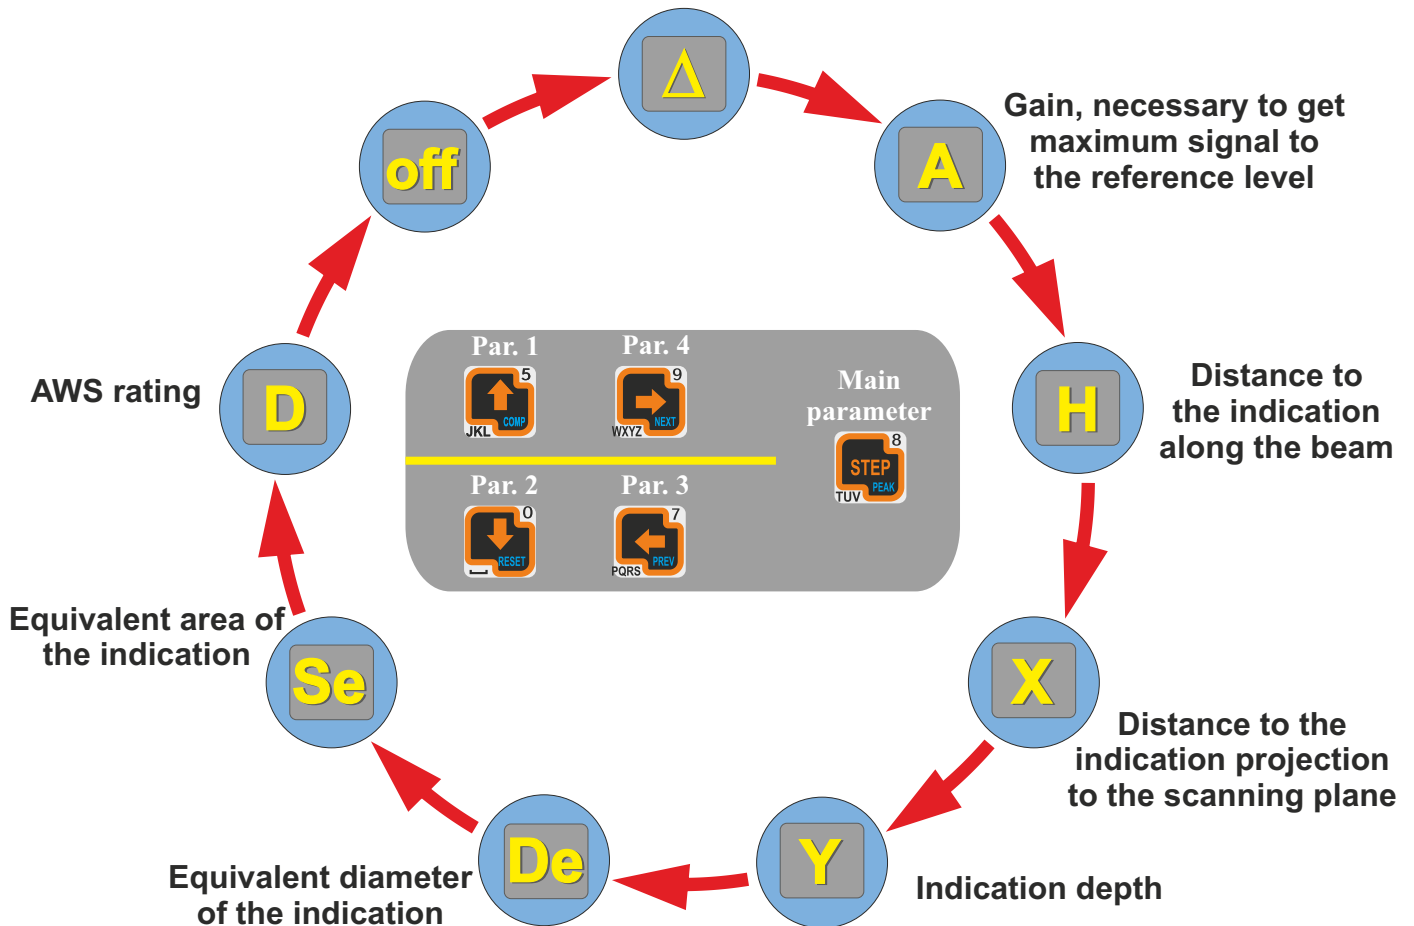 Δ
A
Gain, necessary to get
maximum signal to
the reference level
off
H
Distance to
the indication
along the beam
AWS rating
D
Par. 1
5
COMP
JKL
Par. 4
9
NEXT
WXYZ
Main
parameter
8
STEP
PEAK
TUV
Par. 2
0
RESET
Par. 3
7
PREV
PQRS
Equivalent area of
the indication
Se
X
Distance to the
indication projection
to the scanning plane
De
Equivalent diameter
of the indication
Y
Indication depth